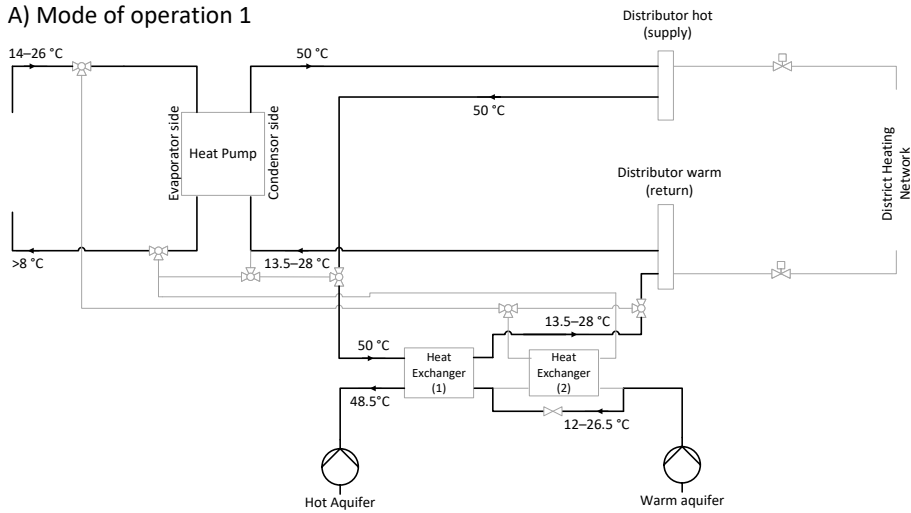 A) Mode of operation 1
Distributor hot
(supply)
14–26 °C
50 °C
50 °C
Evaporator side
Heat Pump
Condensor side
Distributor warm
(return)
District Heating
Network
>8 °C
13.5–28 °C
13.5–28 °C
50 °C
Heat
Exchanger
(1)
Heat
Exchanger
(2)
48.5°C
12–26.5 °C
Hot Aquifer
Warm aquifer